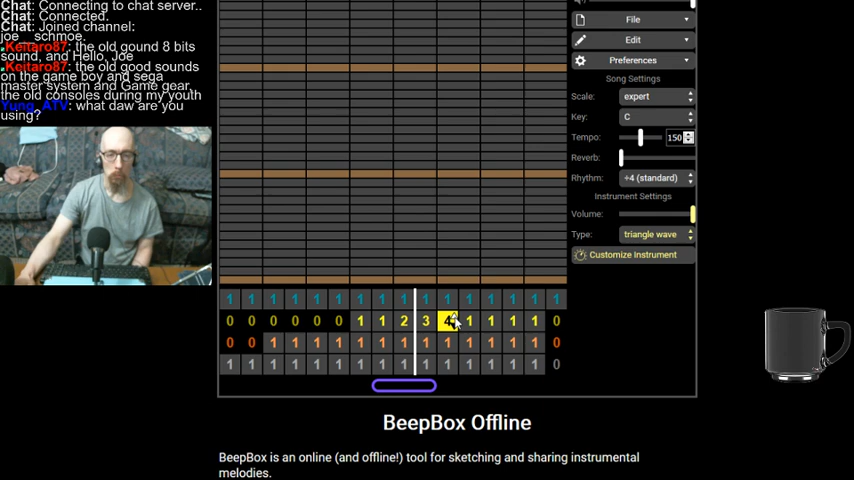 Chat: Connecting to chat server..
Chat: Connected.
Chat: Joined channel:
joe__schmoe.
Keitaro87: the old gound 8 bits
sound, and Hello, Joe
Keitaro87: the old good sounds
on the game boy and sega
master system and Game gear,
the old consoles during my youth
Yung_ATV: what daw are you
using?
File
Edit
Preferences
Song Settings
Scale: expert
Key: C
Tempo: 150
Reverb:
Rhythm: ÷4 (standard)
Instrument Settings
Volume:
Type: triangle wave
Customize Instrument
1 1 1 1 1 1 1 1 1 1 1 1 1 1 1 1
0 0 0 0 0 0 1 1 2 3 4 1 1 1 1 0
0 0 1 1 1 1 1 1 1 1 1 1 1 1 1 0
1 1 1 1 1 1 1 1 1 1 1 1 1 1 1 0
BeepBox Offline
BeepBox is an online (and offline!) tool for sketching and sharing instrumental
melodies.